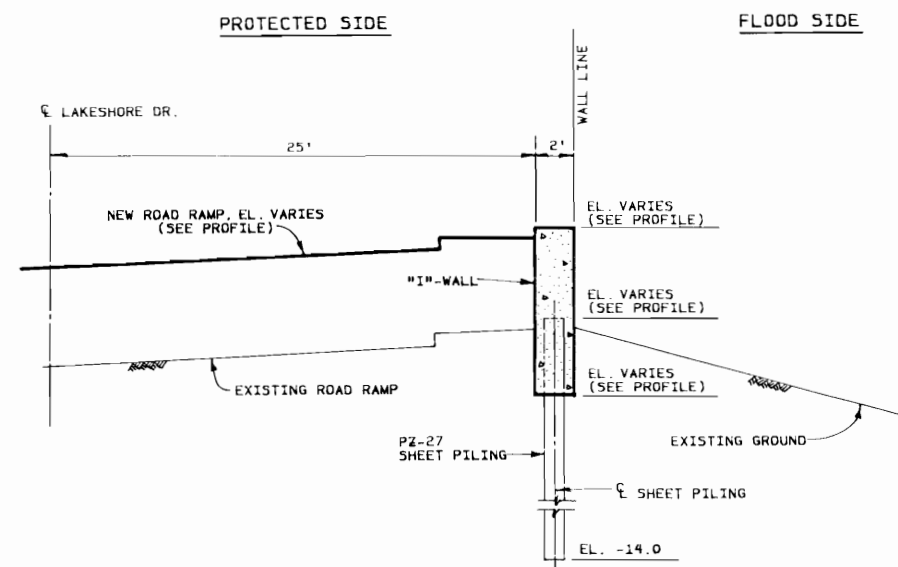 PROTECTED SIDE
FLOOD SIDE
WALL LINE
℄ LAKESHORE DR.
25'
2'
NEW ROAD RAMP, EL. VARIES
(SEE PROFILE)
EL. VARIES
(SEE PROFILE)
"I"-WALL
EL. VARIES
(SEE PROFILE)
EL. VARIES
(SEE PROFILE)
EXISTING ROAD RAMP
EXISTING GROUND
PZ-27
SHEET PILING
℄ SHEET PILING
EL. -14.0